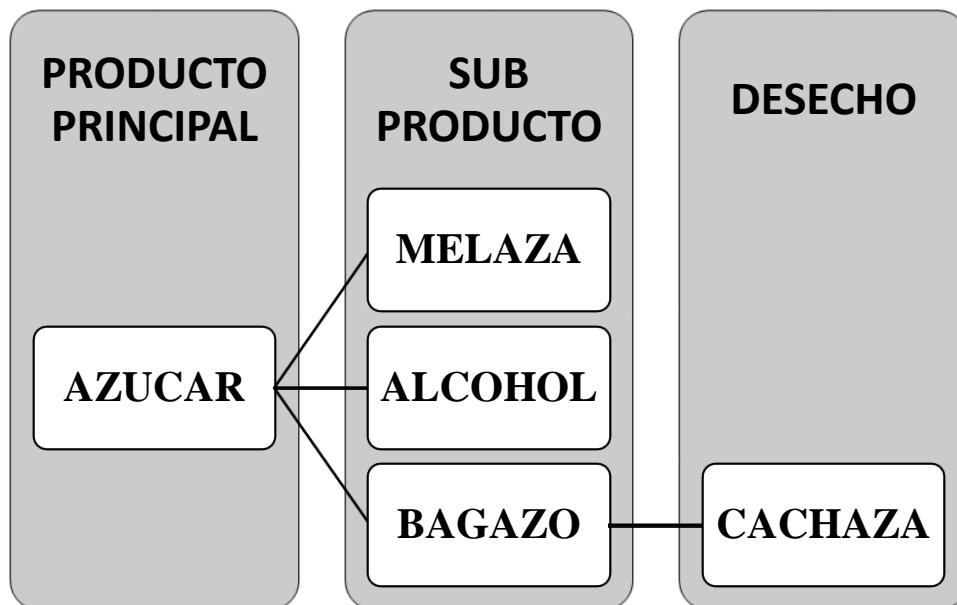 PRODUCTO
PRINCIPAL
SUB
PRODUCTO
DESECHO
MELAZA
AZUCAR
ALCOHOL
BAGAZO
CACHAZA